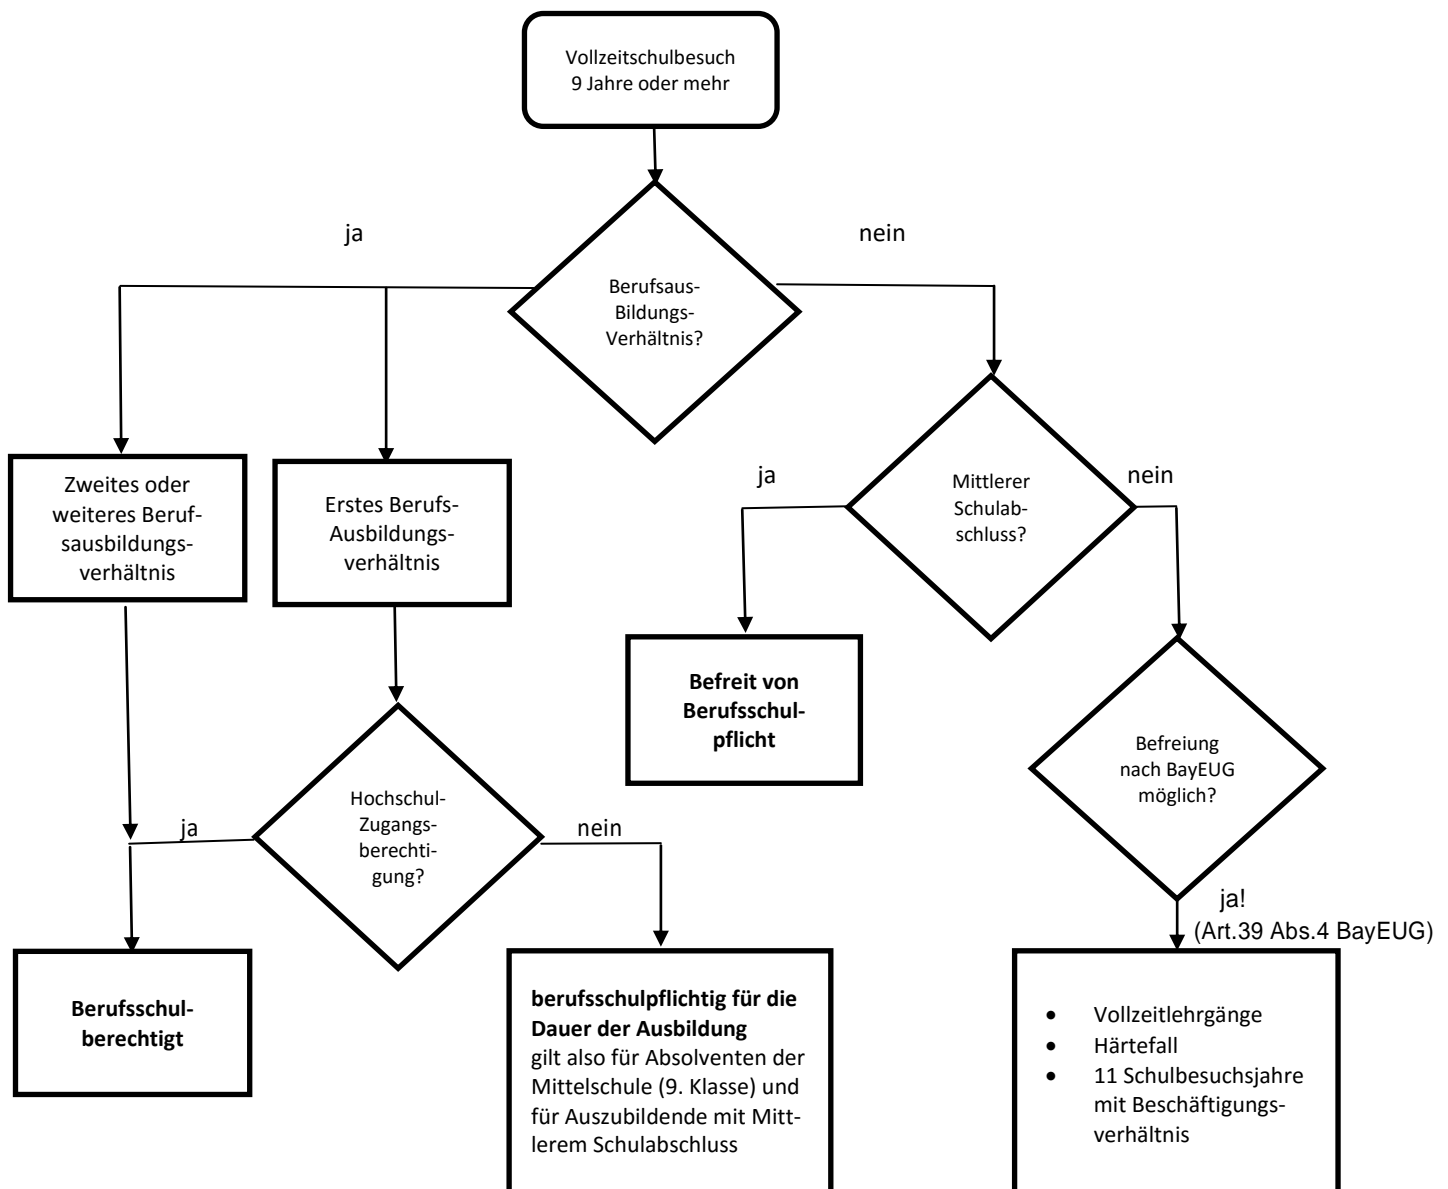 Vollzeitschulbesuch
9 Jahre oder mehr
ja
nein
Berufsaus-
Bildungs-
Verhältnis?
Zweites oder
weiteres Beruf-
sausbildungs-
verhältnis
Erstes Berufs-
Ausbildungs-
verhältnis
ja
Mittlerer
Schulab-
schluss?
nein
Befreit von
Berufsschul-
pflicht
Befreiung
nach BayEUG
möglich?
ja
Hochschul-
Zugangs-
berechti-
gung?
nein
ja!
(Art.39 Abs.4 BayEUG)
Berufsschul-
berechtigt
berufsschulpflichtig für die
Dauer der Ausbildung
gilt also für Absolventen der
Mittelschule (9. Klasse) und
für Auszubildende mit Mitt-
lerem Schulabschluss
• Vollzeitlehrgänge
• Härtefall
• 11 Schulbesuchsjahre
mit Beschäftigungs-
verhältnis